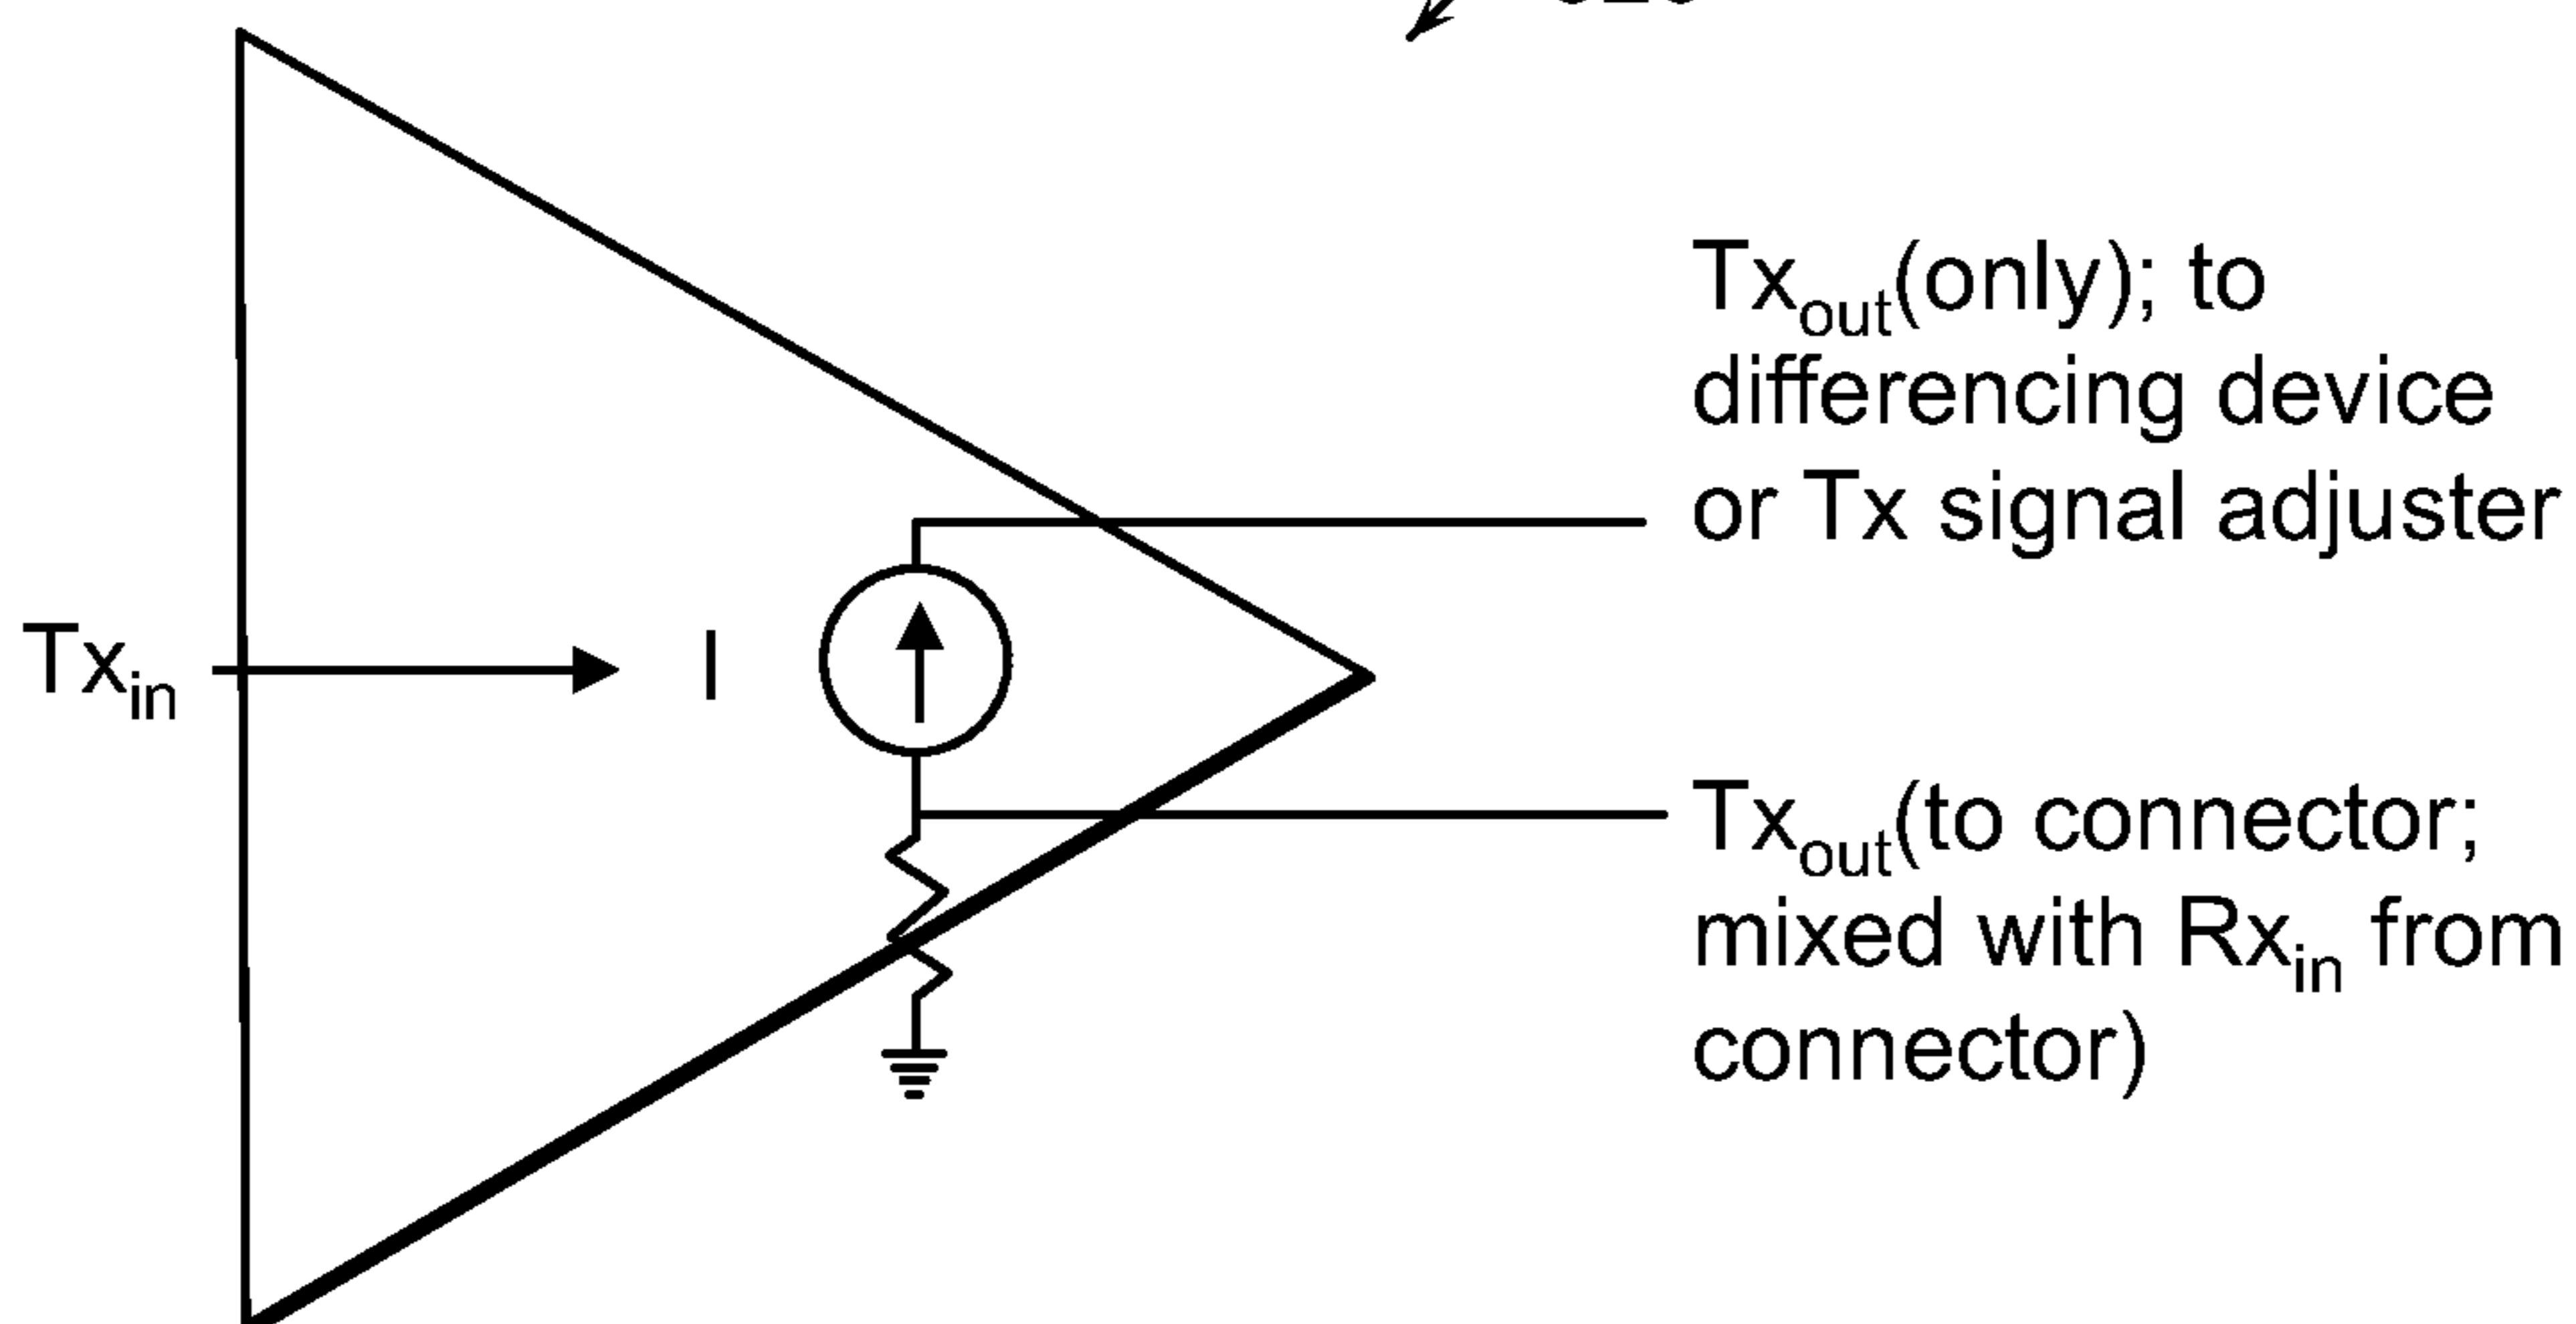 Tx_out(only); to
differencing device
or Tx signal adjuster
Tx_in
I
Tx_out(to connector;
mixed with Rx_in from
connector)